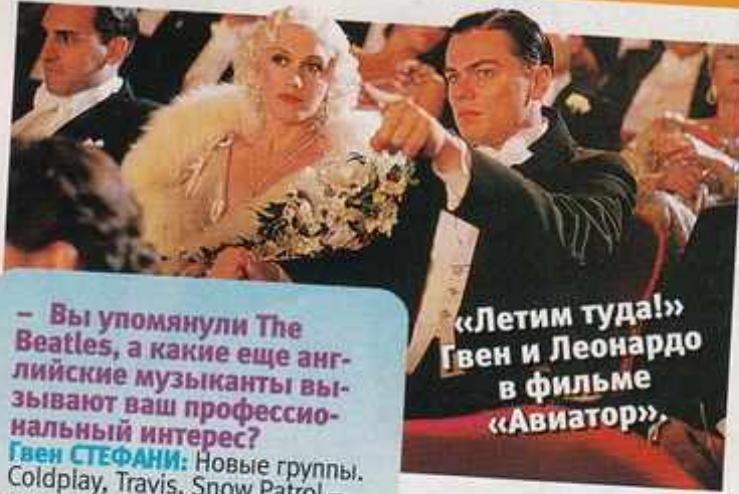 – Вы упомянули The
Beatles, а какие еще анг-
лийские музыканты вы-
зывают ваш профессио-
нальный интерес?
Гвен СТЕФАНИ: Новые группы.
Coldplay, Travis, Snow Patrol
«Летим туда!»
Гвен и Леонардо
в фильме
«Авиатор».